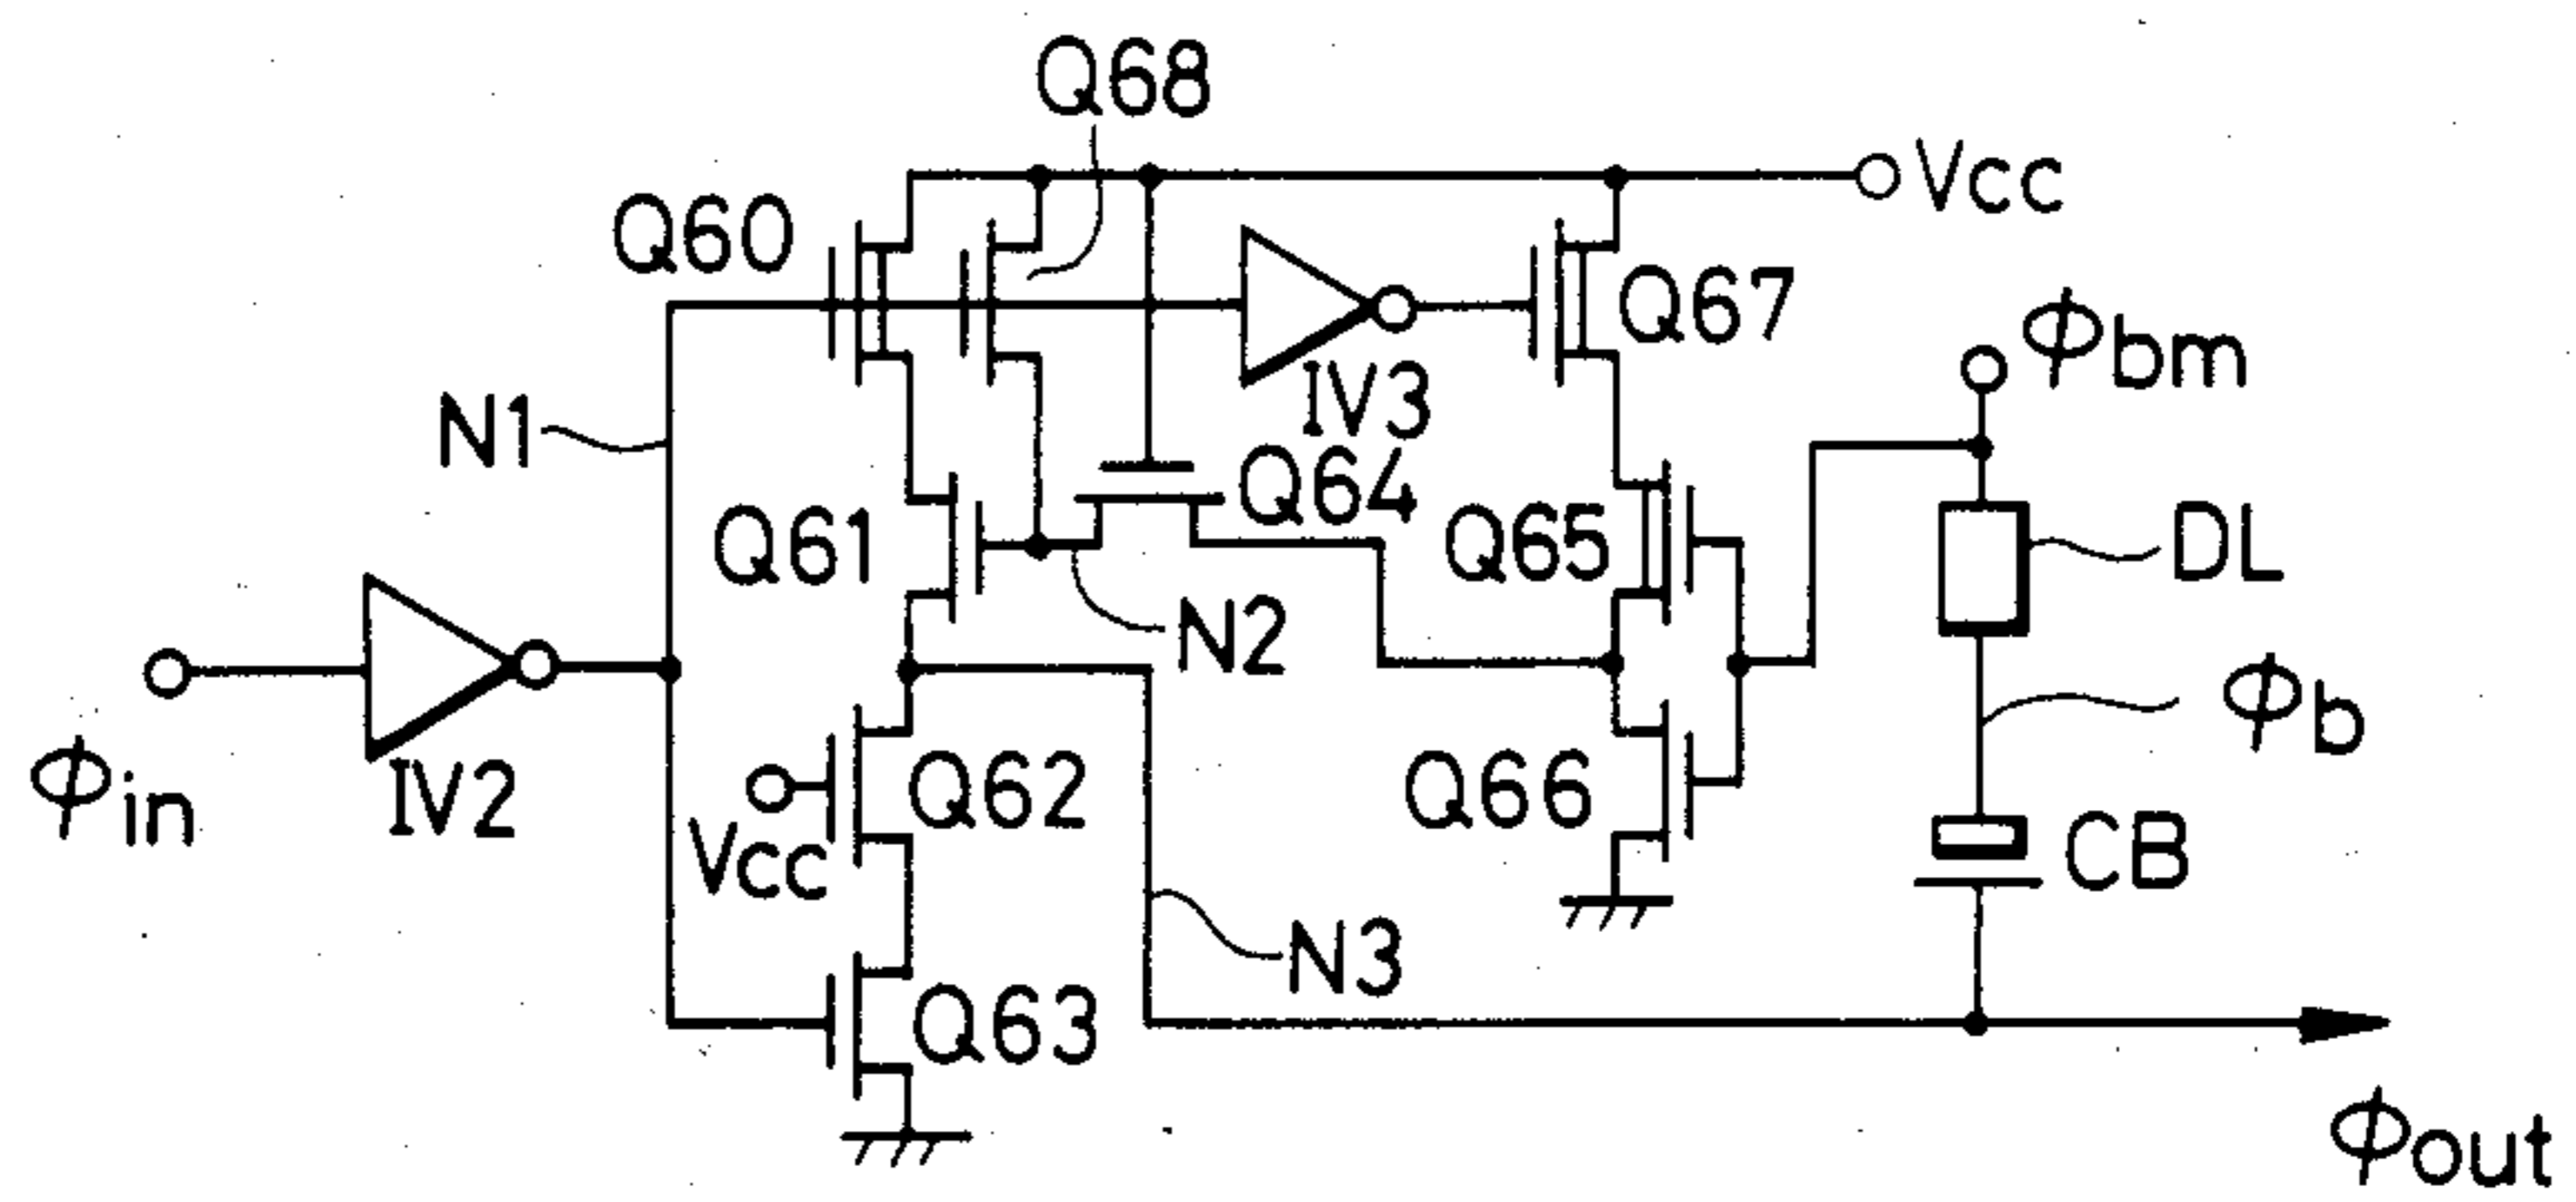 Q68
Vcc
Q60
Q67
ϕbm
IV3
N1
Q64
Q61
Q65
DL
N2
ϕb
ϕin
IV2
Vcc
Q62
Q66
CB
N3
Q63
ϕout